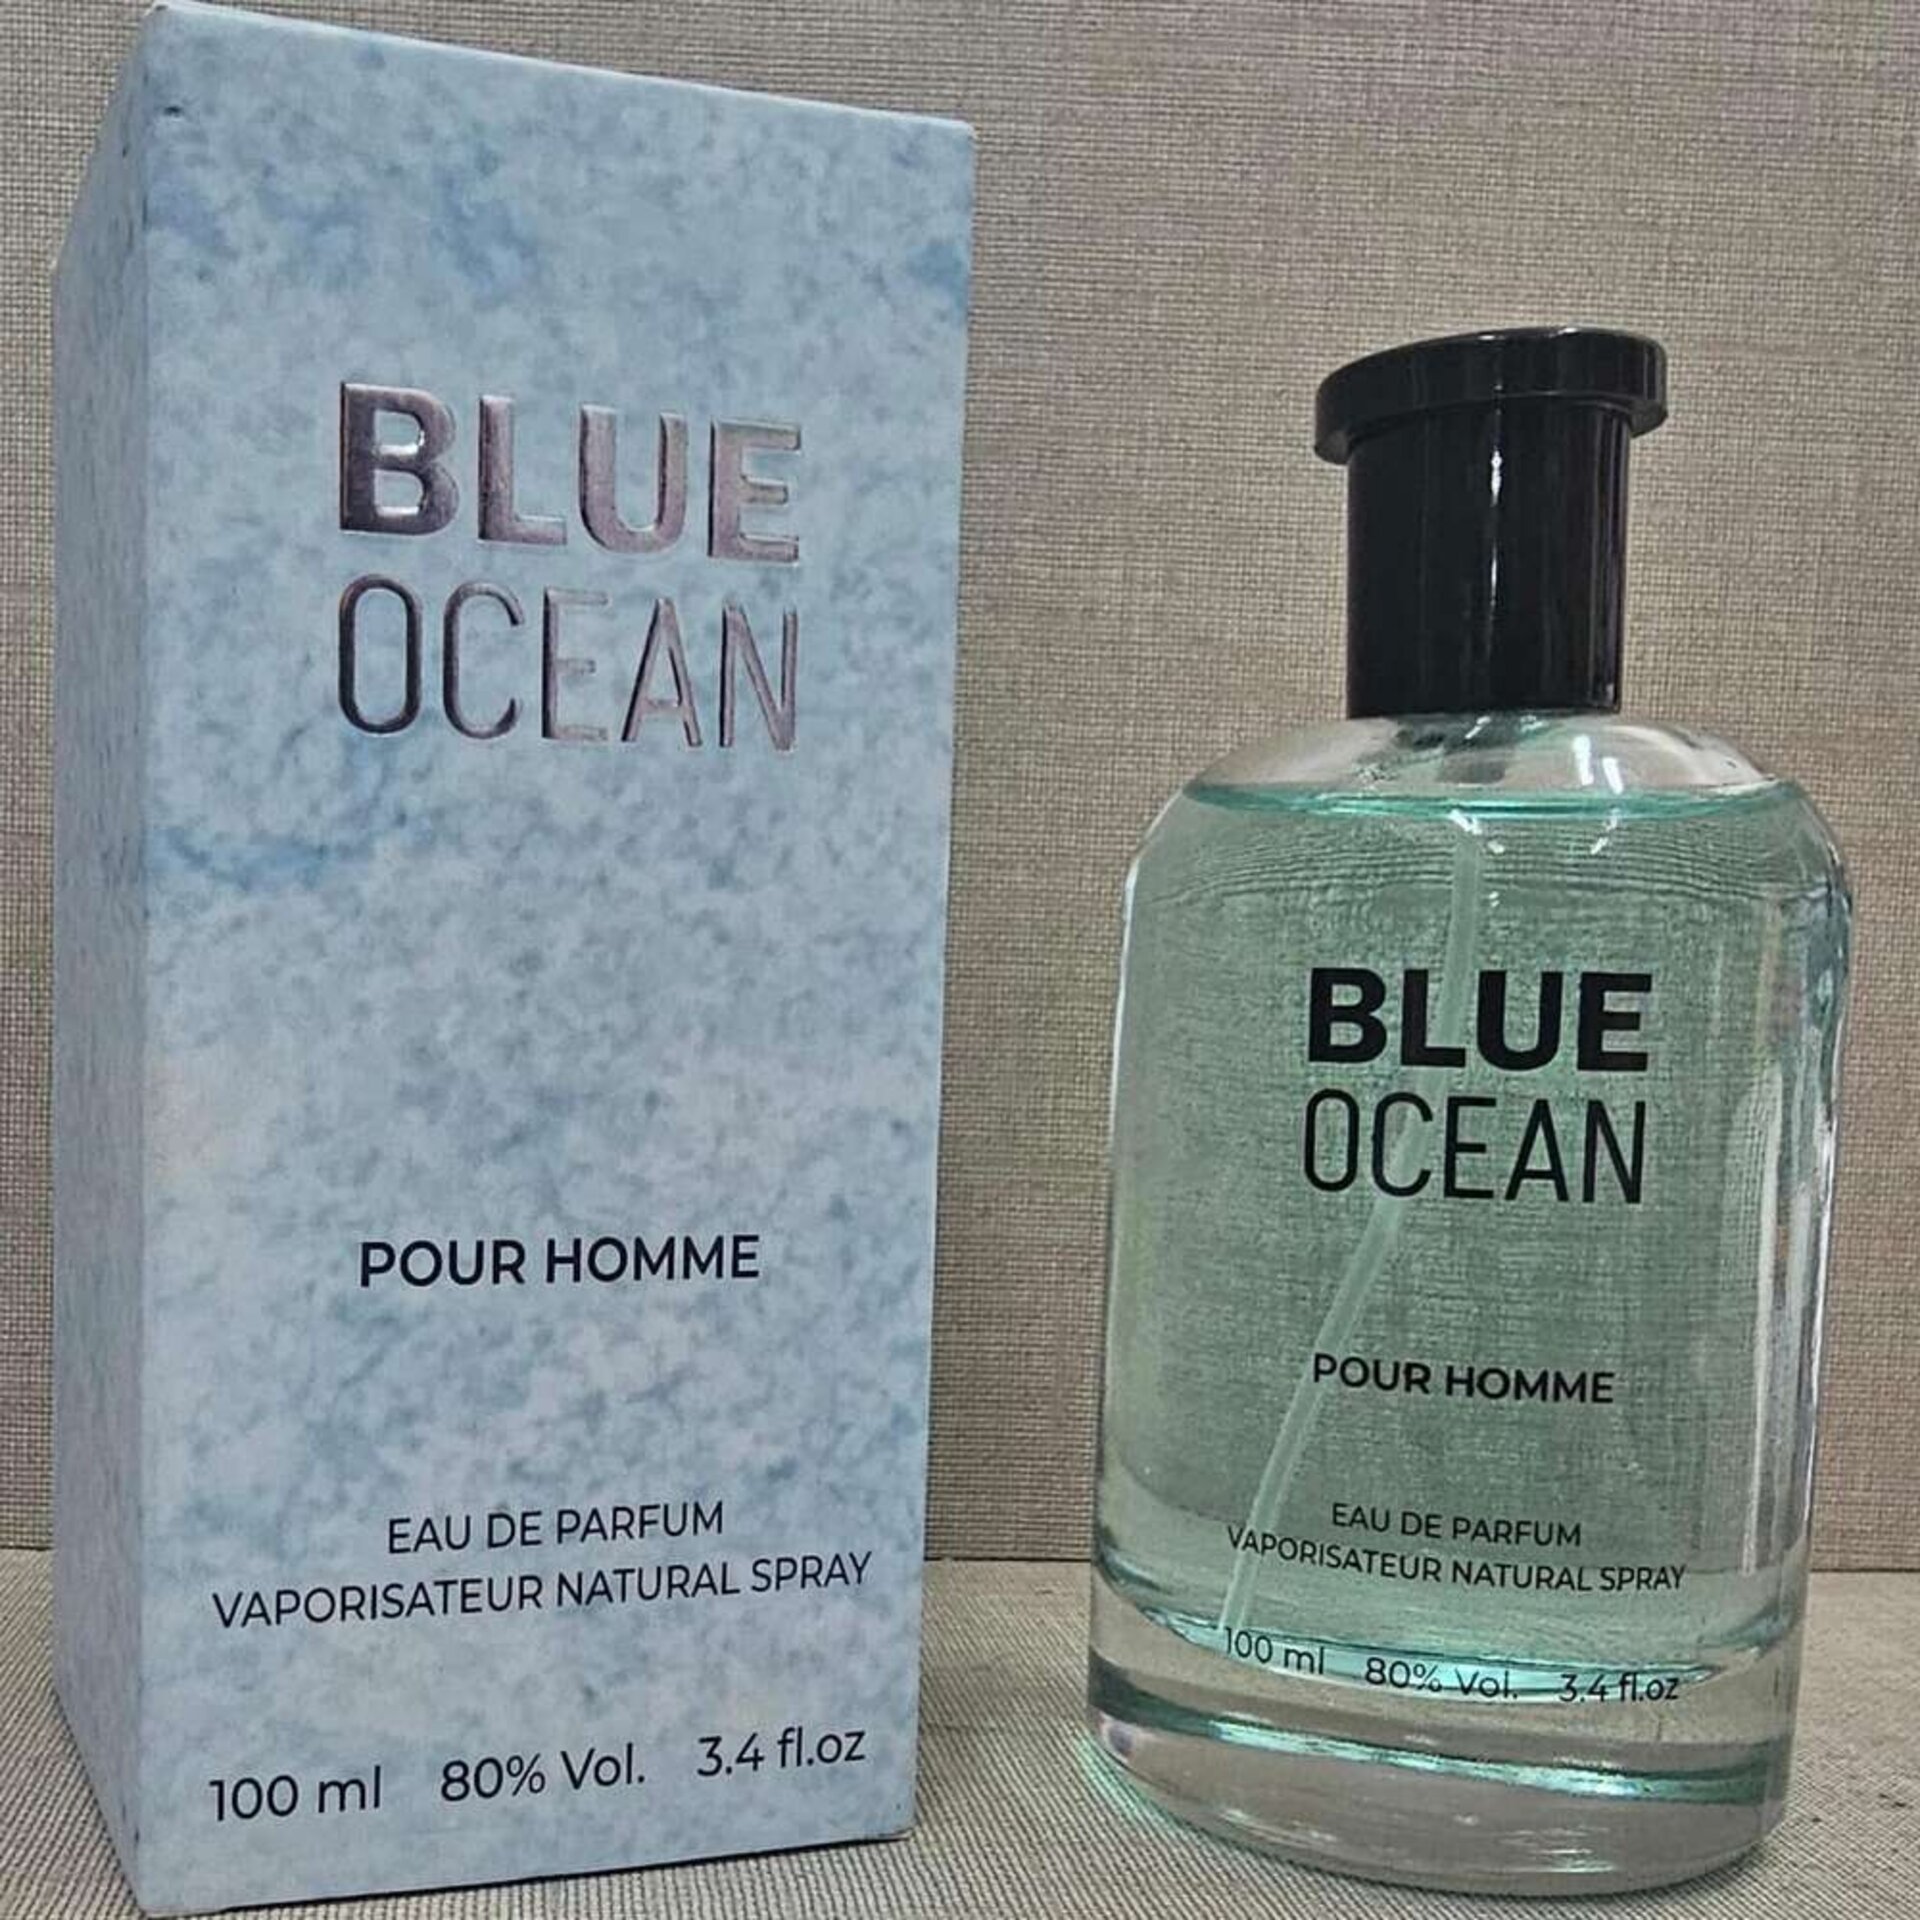 BLUE
OCEAN
POUR HOMME
EAU DE PARFUM
VAPORISATEUR NATURAL SPRAY
100 ml 80% Vol. 3.4 fl.oz
BLUE
OCEAN
POUR HOMME
EAU DE PARFUM
VAPORISATEUR NATURAL SPRAY
100 ml 80% Vol. 3.4 fl.oz